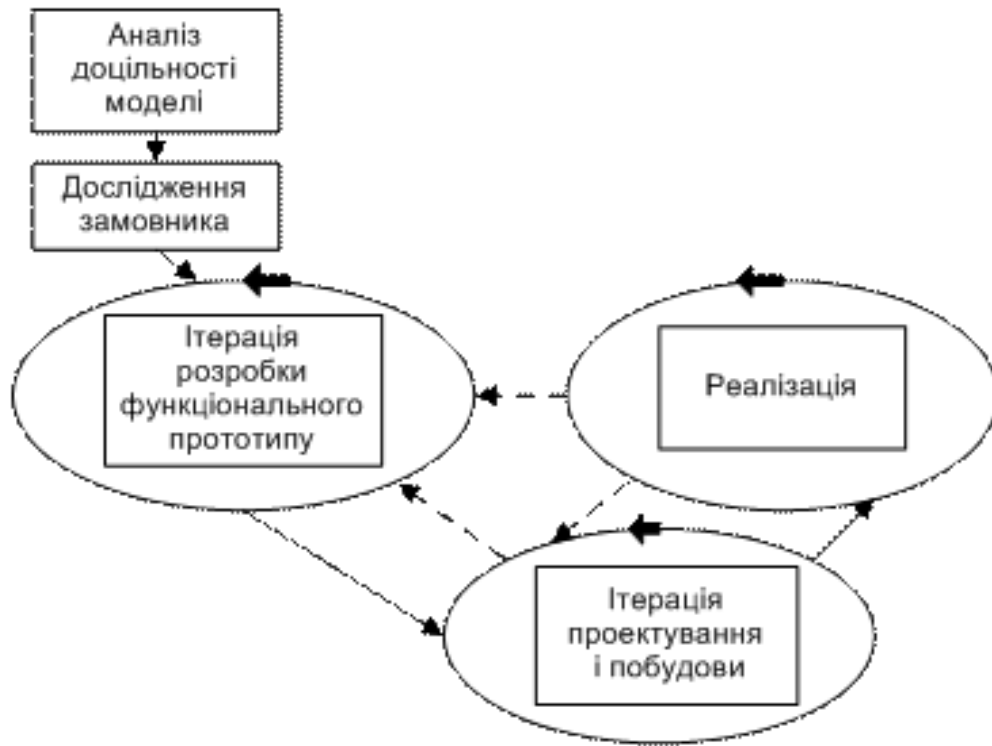 Аналіз
доцільності
моделі
Дослідження
замовника
Ітерація
розробки
функціонального
прототипу
Реалізація
Ітерація
проектування
і побудови